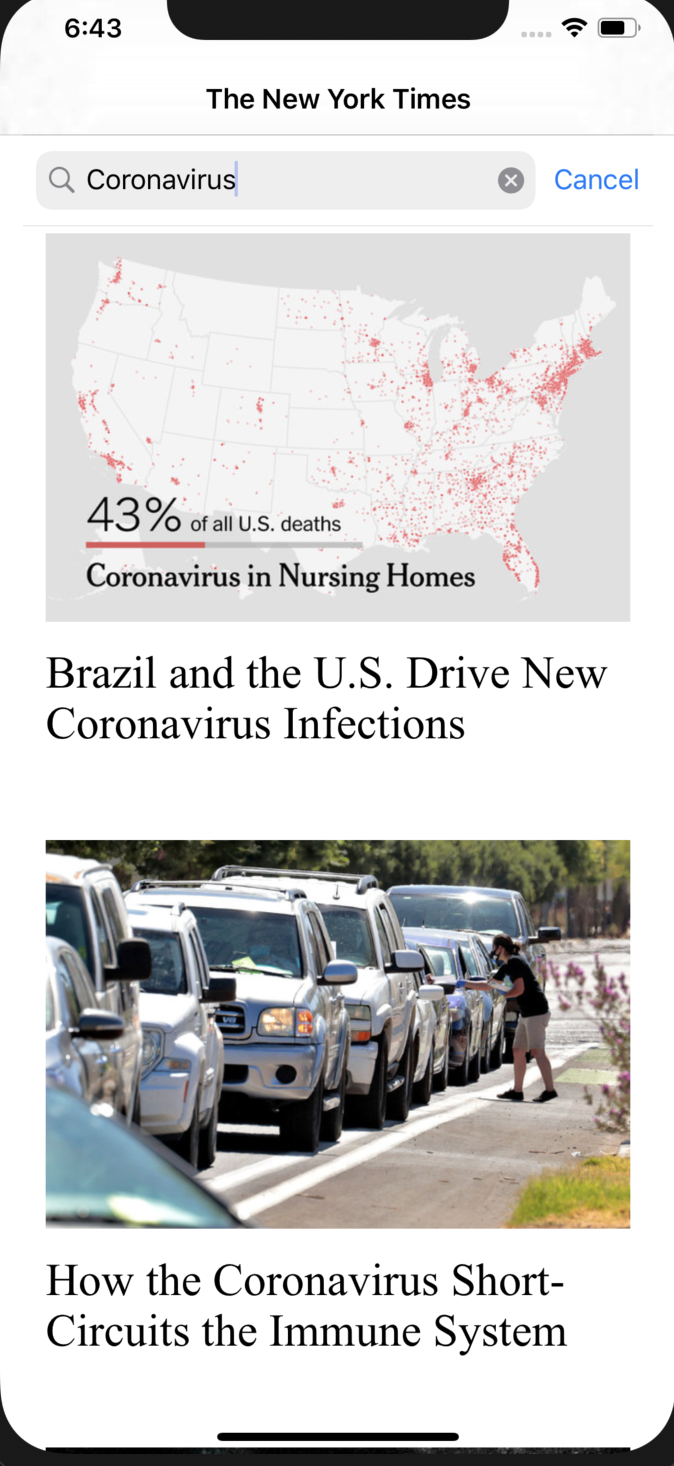 6:43
The New York Times
Coronavirus
Cancel
43% of all U.S. deaths
Coronavirus in Nursing Homes
Brazil and the U.S. Drive New
Coronavirus Infections
V8
How the Coronavirus Short-
Circuits the Immune System